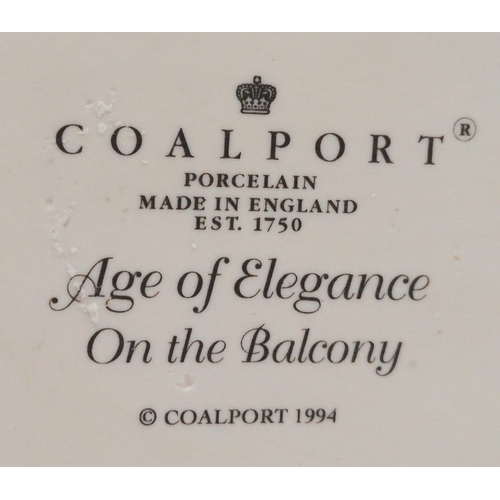 COALPORT®
PORCELAIN
MADE IN ENGLAND
EST. 1750
Age of Elegance
On the Balcony
© COALPORT 1994